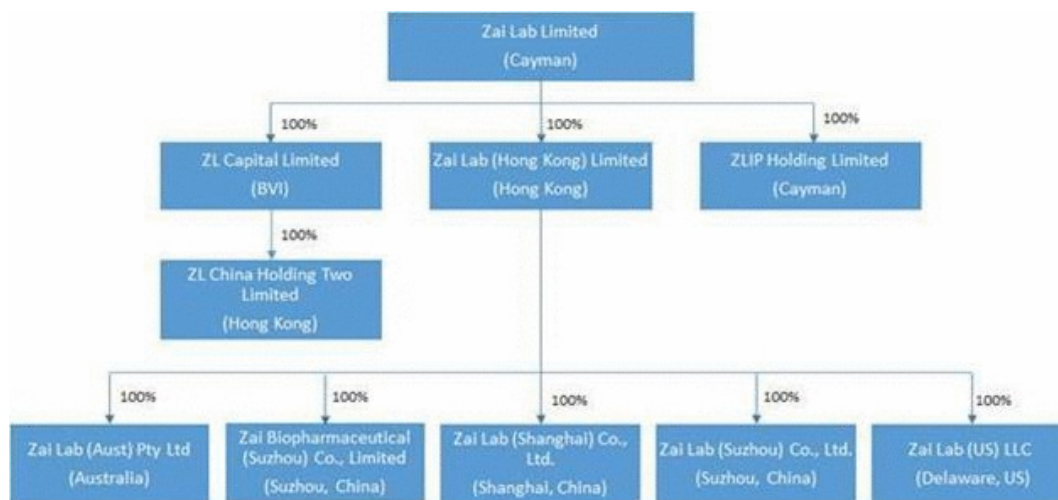 Zai Lab Limited
(Cayman)
100%
100%
100%
ZL Capital Limited
(BVI)
Zai Lab (Hong Kong) Limited
(Hong Kong)
ZLIP Holding Limited
(Cayman)
100%
ZL China Holding Two
Limited
(Hong Kong)
100%
100%
100%
100%
100%
Zai Lab (Aust) Pty Ltd
(Australia)
Zai Biopharmaceutical
(Suzhou) Co., Limited
(Suzhou, China)
Zai Lab (Shanghai) Co.,
Ltd.
(Shanghai, China)
Zai Lab (Suzhou) Co., Ltd.
(Suzhou, China)
Zai Lab (US) LLC
(Delaware, US)